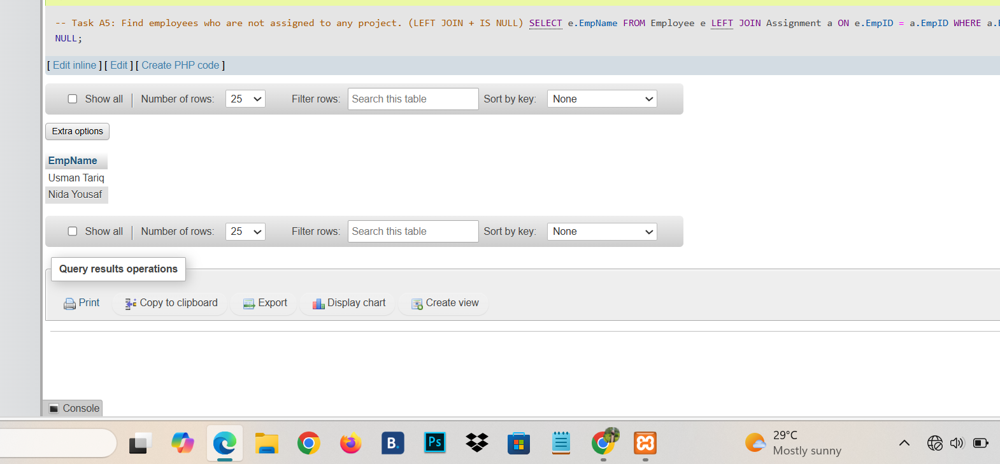 -- Task A5: Find employees who are not assigned to any project. (LEFT JOIN + IS NULL) SELECT e.EmpName FROM Employee e LEFT JOIN Assignment a ON e.EmpID = a.EmpID WHERE a.
NULL;
[ Edit inline ] [ Edit ] [ Create PHP code ]
Show all | Number of rows: 25 Filter rows: Search this table Sort by key: None
Extra options
EmpName
Usman Tariq
Nida Yousaf
Show all | Number of rows: 25 Filter rows: Search this table Sort by key: None
Query results operations
Print Copy to clipboard Export Display chart Create view
Console
B.
Ps
29°C
Mostly sunny